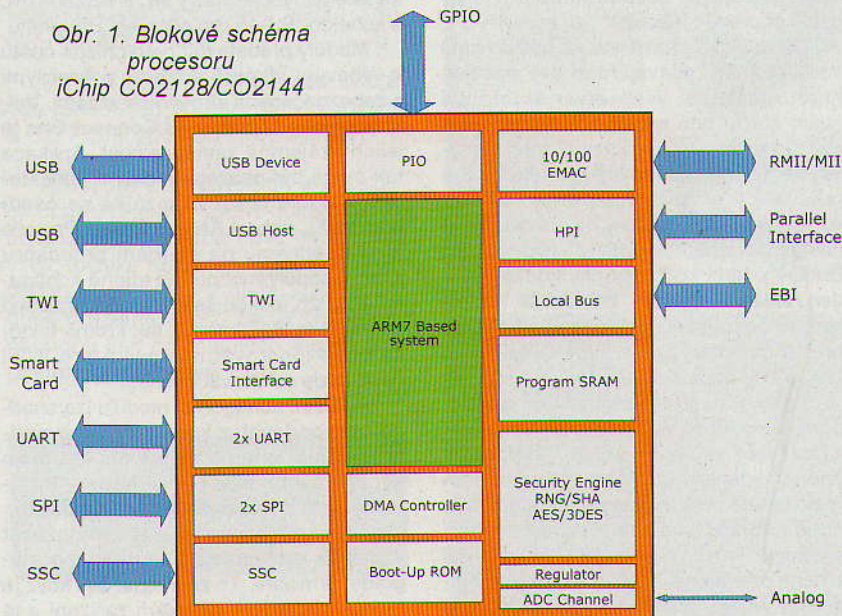 Obr. 1. Blokové schéma
procesoru
iChip CO2128/CO2144
GPIO
USB
USB
TWI
Smart
Card
UART
SPI
SSC
USB Device
USB Host
TWI
Smart Card
Interface
2x UART
2x SPI
SSC
PIO
ARM7 Based
system
DMA Controller
Boot-Up ROM
10/100
EMAC
HPI
Local Bus
Program SRAM
Security Engine
RNG/SHA
AES/3DES
Regulator
ADC Channel
RMII/MII
Parallel
Interface
EBI
Analog